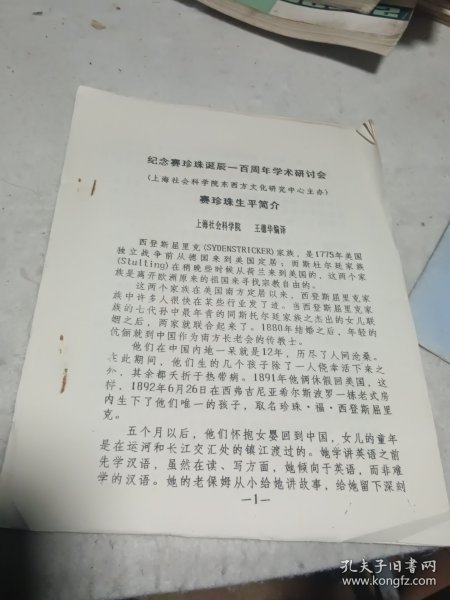 纪念赛珍珠诞辰一百周年学术研讨会
(上海社会科学院东西方文化研究中心主办)
赛珍珠生平简介
上海社会科学院 王德华编译
西登斯屈里克(SYDENSTRICKER)家族,是1775年美国
独立战争前从德国来到美国定居;而斯杜尔廷家族
(Stulling)在稍晚些时候从荷兰来到美国的,这两个家
族是离开欧洲原来的祖国来寻找宗教自由的。
这两个家族在美国南方定居以来,西登斯屈里克家
族中许多人很快在某些行业发了迹。当西登斯屈里克家
族的七代孙中最年青的同斯托尔廷家族之杰出的女儿联
姻之后,两家就联合起来了。1880年结婚之后,年轻的
伉俪就到中国作为南方长老会的传教士。
他们在中国内地一呆就是12年,历尽了人间沧桑。
在此期间,他们生的几个孩子除了一人侥幸活下来之
外,其余都夭折于热带病。1891年他俩休假回美国,这
样,1892年6月26日在西弗吉尼亚希尔斯波罗一栋老式房
内生下了他们唯一的孩子,取名珍珠·福·西登斯屈里
克。
五个月以后,他们怀抱女婴回到中国,女儿的童年
是在运河和长江交汇处的镇江渡过的。她学讲英语之前
先学汉语,虽然在读、写方面,她倾向于英语,而非难
学的汉语。她的老保姆从小给她讲故事,给她留下深刻
—1—
孔夫子旧书网
www.kongfz.com